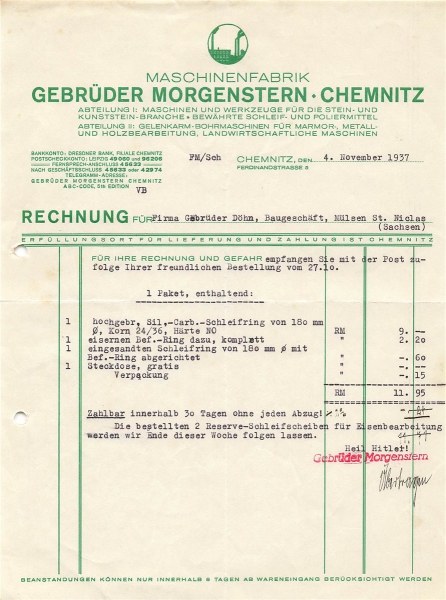 MASCHINENFABRIK
GEBRÜDER MORGENSTERN · CHEMNITZ
ABTEILUNG I: MASCHINEN UND WERKZEUGE FÜR DIE STEIN- UND
KUNSTSTEIN-BRANCHE • BEWÄHRTE SCHLEIF- UND POLIERMITTEL
ABTEILUNG II: GELENKARM-BOHRMASCHINEN FÜR MARMOR-, METALL-
UND HOLZBEARBEITUNG, LANDWIRTSCHAFTLICHE MASCHINEN
BANKKONTO: DRESDNER BANK, FILIALE CHEMNITZ
POSTSCHECKKONTO: LEIPZIG 49060 und 96206
FERNSPRECH-ANSCHLUSS 45633
NACH GESCHÄFTSSCHLUSS 45633 oder 42974
TELEGRAMM-ADRESSE:
GEBRÜDER MORGENSTERN CHEMNITZ
ABC-CODE, 5th EDITION
VB
FM/Sch CHEMNITZ, DEN 4. November 1937
FERDINANDSTRASSE 5
RECHNUNG FÜR Firma Gebrüder Döhn, Baugeschäft, Mülsen St. Niclas
(Sachsen)
ERFÜLLUNGSORT FÜR LIEFERUNG UND ZAHLUNG IST CHEMNITZ
FÜR IHRE RECHNUNG UND GEFAHR empfangen Sie mit der Post zu-
folge Ihrer freundlichen Bestellung vom 27.10.
1 Paket, enthaltend:
1 hochgebr, Sil,-Carb.-Schleifring von 180 mm
Ø, Korn 24/36, Härte NO RM 9. —
1 eisernen Bef.-Ring dazu, komplett " 2. 20
1 eingesandten Schleifring von 180 mm Ø mit
Bef.-Ring abgerichtet " -. 60
1 Steckdose, gratis " -. —
Verpackung " -. 15
RM 11. 95
Zahlbar innerhalb 30 Tagen ohne jeden Abzug!
Die bestellten 2 Reserve-Schleifscheiben für Eisenbearbeitung
werden wir Ende dieser Woche folgen lassen.
Heil Hitler!
Gebrüder Morgenstern
Übertragen
BEANSTANDUNGEN KÖNNEN NUR INNERHALB 8 TAGEN AB WAREINGANG BERÜCKSICHTIGT WERDEN